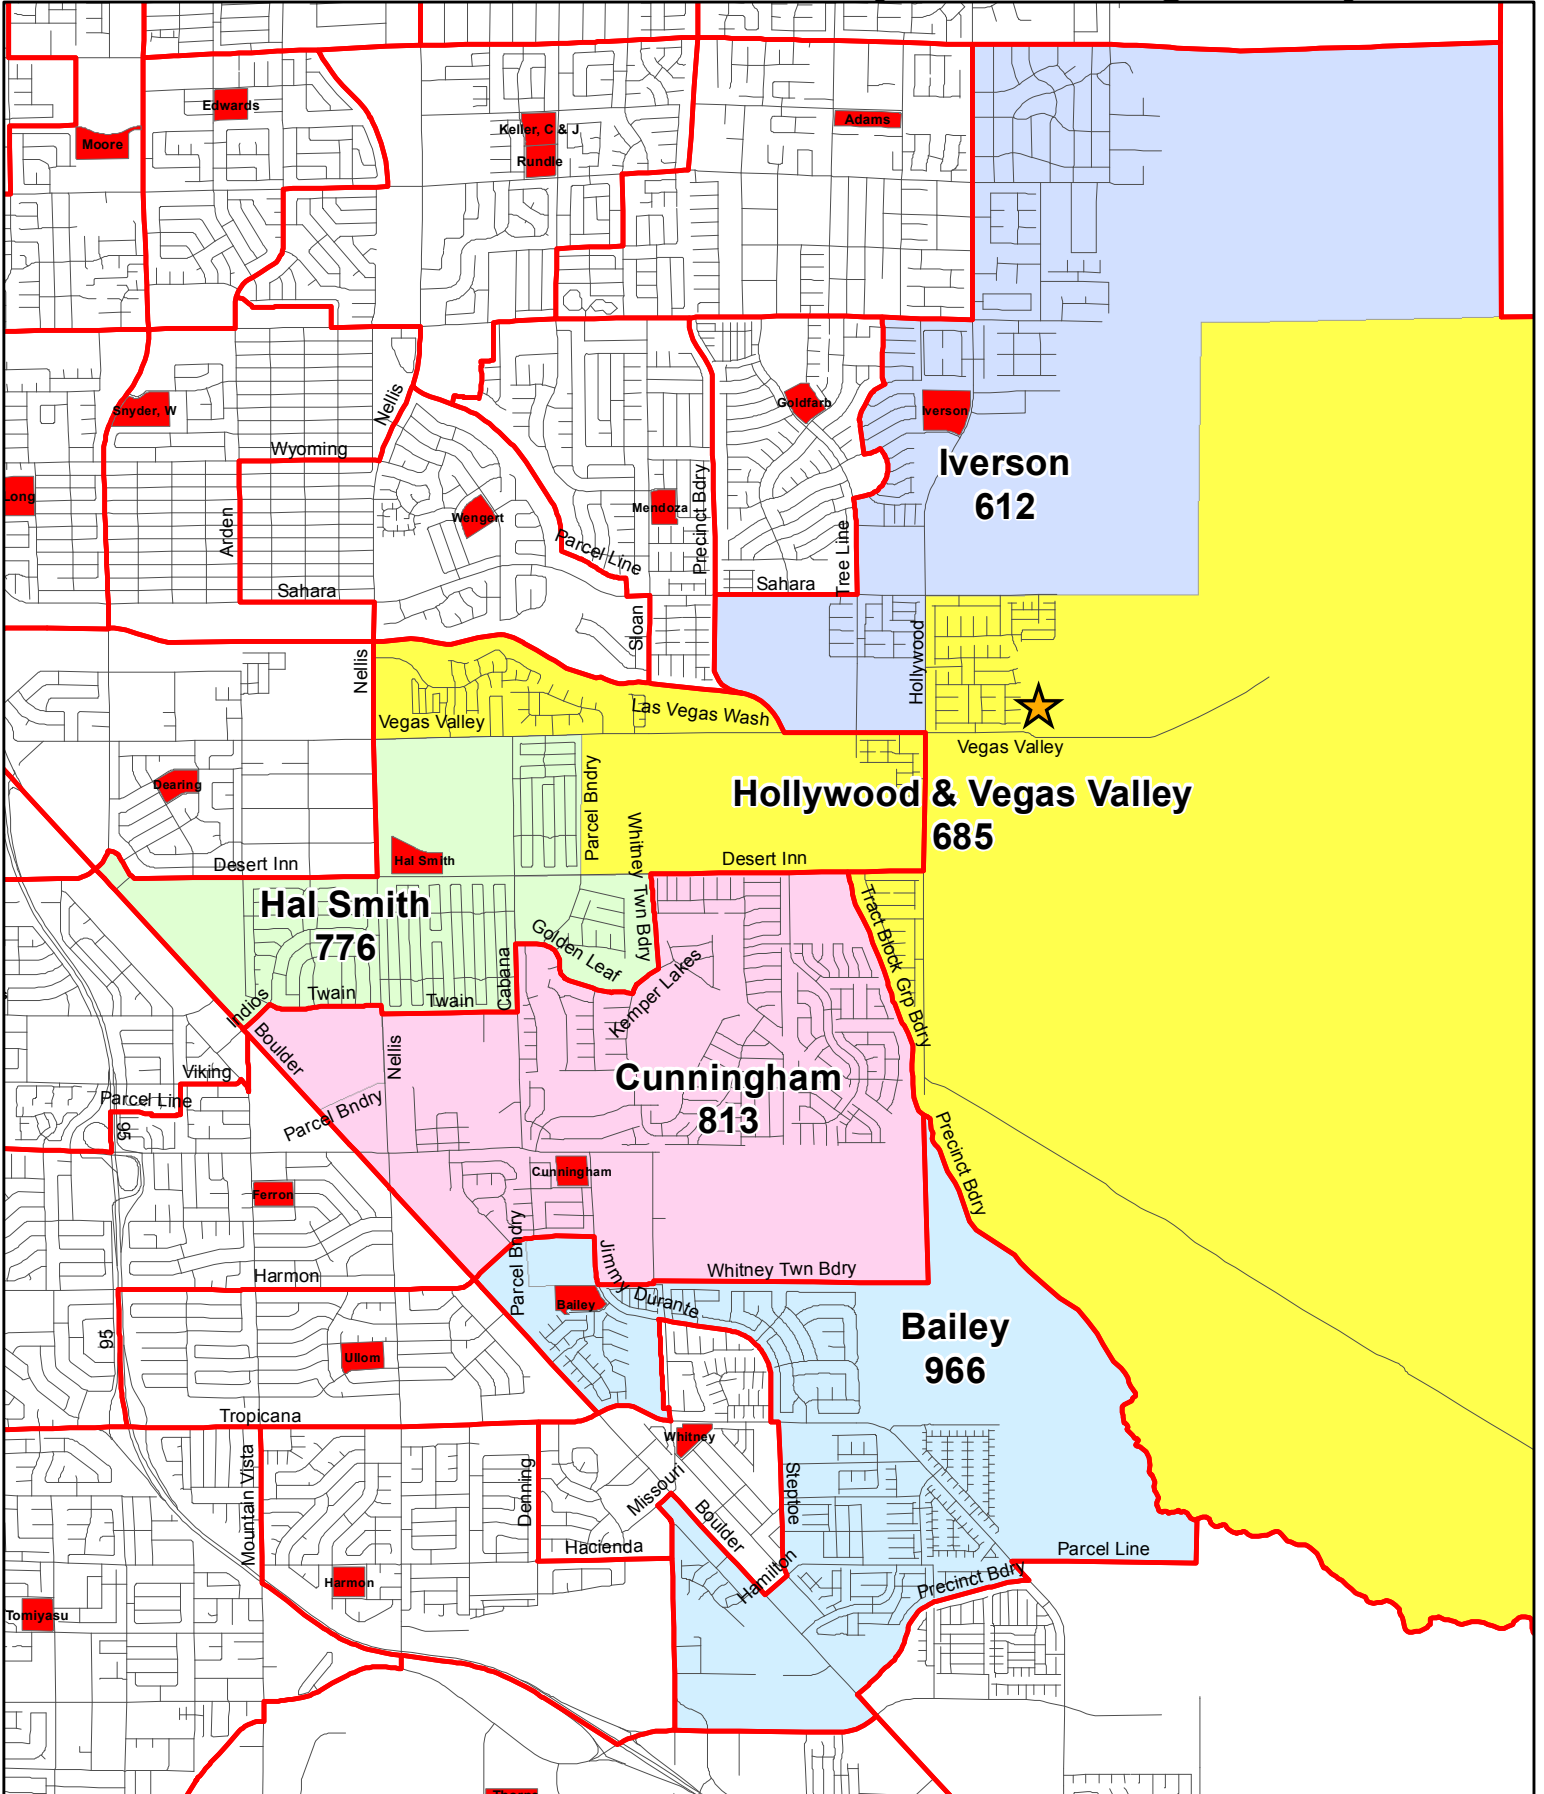 Edwards
Keller, C & J
Adams
Moore
Rundle
Goldfarb
Iverson
Snyder, W
Nellis
Wyoming
Iverson
612
Long
Wengert
Mendoza
Precinct Bdry
Arden
Parcel Line
Tree Line
Sahara
Sahara
Sloan
Hollywood
Nellis
Las Vegas Wash
Vegas Valley
Vegas Valley
Dearing
Parcel Bndry
Hollywood & Vegas Valley
685
Whitney Twn Bdry
Hal Smith
Desert Inn
Desert Inn
Hal Smith
776
Tract Block Grp Bdry
Golden Leaf
Cabana
Kemper Lakes
Twain
Twain
Indios
Boulder
Nellis
Viking
Cunningham
813
Parcel Line
Parcel Bndry
95
Precinct Bdry
Cunningham
Ferron
Parcel Bndry
Jimmy Durante
Whitney Twn Bdry
Harmon
Bailey
Bailey
966
95
Ullom
Tropicana
Whitney
Mountain Vista
Denning
Missouri
Steptoe
Boulder
Hacienda
Parcel Line
Hamilton
Precinct Bdry
Harmon
Tomiyasu